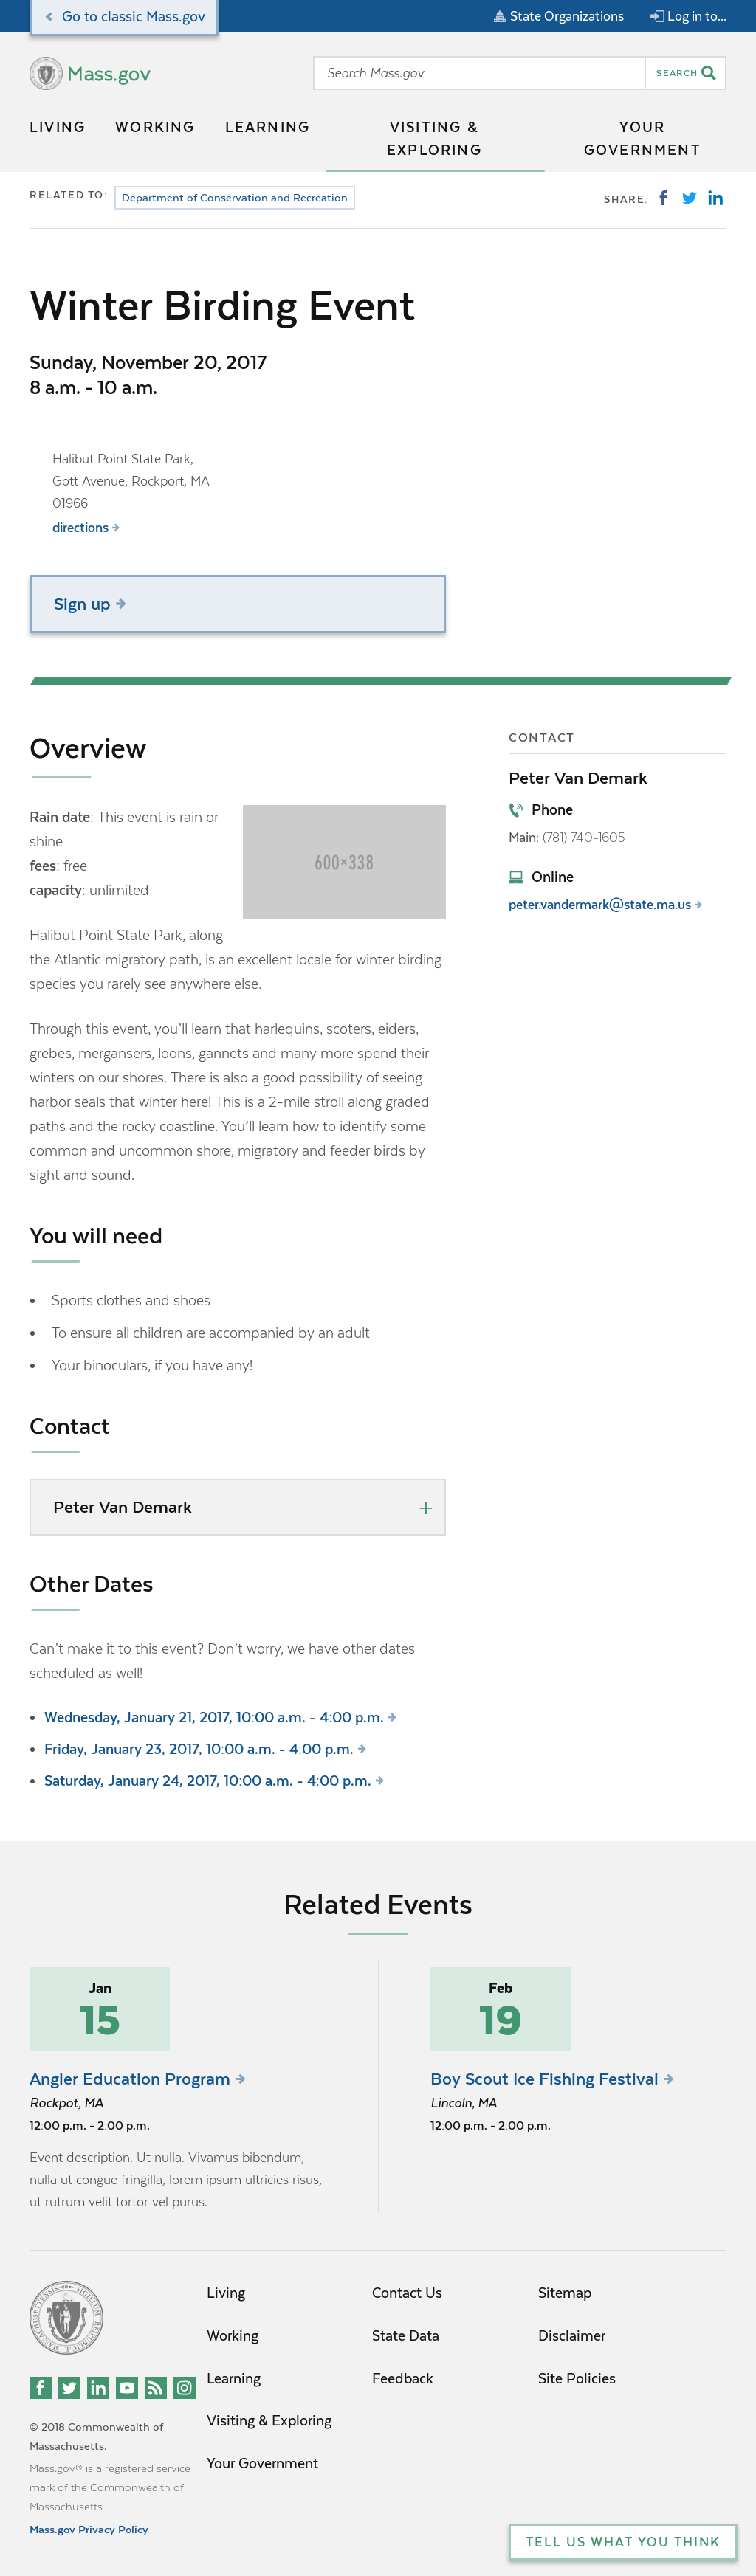 Go to classic Mass.gov
State Organizations
Log in to...
Mass.gov
Search Mass.gov
SEARCH
LIVING
WORKING
LEARNING
VISITING &
EXPLORING
YOUR
GOVERNMENT
RELATED TO:
Department of Conservation and Recreation
SHARE:
Winter Birding Event
Sunday, November 20, 2017
8 a.m. - 10 a.m.
Halibut Point State Park,
Gott Avenue, Rockport, MA
01966
directions
Sign up
Overview
Rain date: This event is rain or
shine
fees: free
capacity: unlimited
600×338
Halibut Point State Park, along
the Atlantic migratory path, is an excellent locale for winter birding
species you rarely see anywhere else.
Through this event, you'll learn that harlequins, scoters, eiders,
grebes, mergansers, loons, gannets and many more spend their
winters on our shores. There is also a good possibility of seeing
harbor seals that winter here! This is a 2-mile stroll along graded
paths and the rocky coastline. You'll learn how to identify some
common and uncommon shore, migratory and feeder birds by
sight and sound.
You will need
• Sports clothes and shoes
• To ensure all children are accompanied by an adult
• Your binoculars, if you have any!
Contact
Peter Van Demark
Other Dates
Can't make it to this event? Don't worry, we have other dates
scheduled as well!
• Wednesday, January 21, 2017, 10:00 a.m. - 4:00 p.m.
• Friday, January 23, 2017, 10:00 a.m. - 4:00 p.m.
• Saturday, January 24, 2017, 10:00 a.m. - 4:00 p.m.
CONTACT
Peter Van Demark
Phone
Main: (781) 740-1605
Online
peter.vandermark@state.ma.us
Related Events
Jan
15
Angler Education Program
Rockpot, MA
12:00 p.m. - 2:00 p.m.
Event description. Ut nulla. Vivamus bibendum,
nulla ut congue fringilla, lorem ipsum ultricies risus,
ut rutrum velit tortor vel purus.
Feb
19
Boy Scout Ice Fishing Festival
Lincoln, MA
12:00 p.m. - 2:00 p.m.
Living
Working
Learning
Visiting & Exploring
Your Government
Contact Us
State Data
Feedback
Sitemap
Disclaimer
Site Policies
© 2018 Commonwealth of
Massachusetts.
Mass.gov® is a registered service
mark of the Commonwealth of
Massachusetts.
Mass.gov Privacy Policy
TELL US WHAT YOU THINK